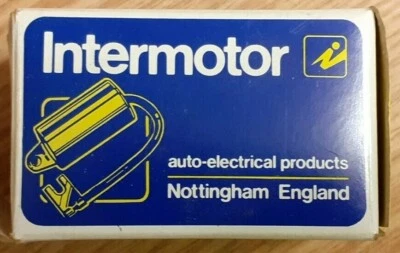 Intermotor
auto-electrical products
Nottingham England